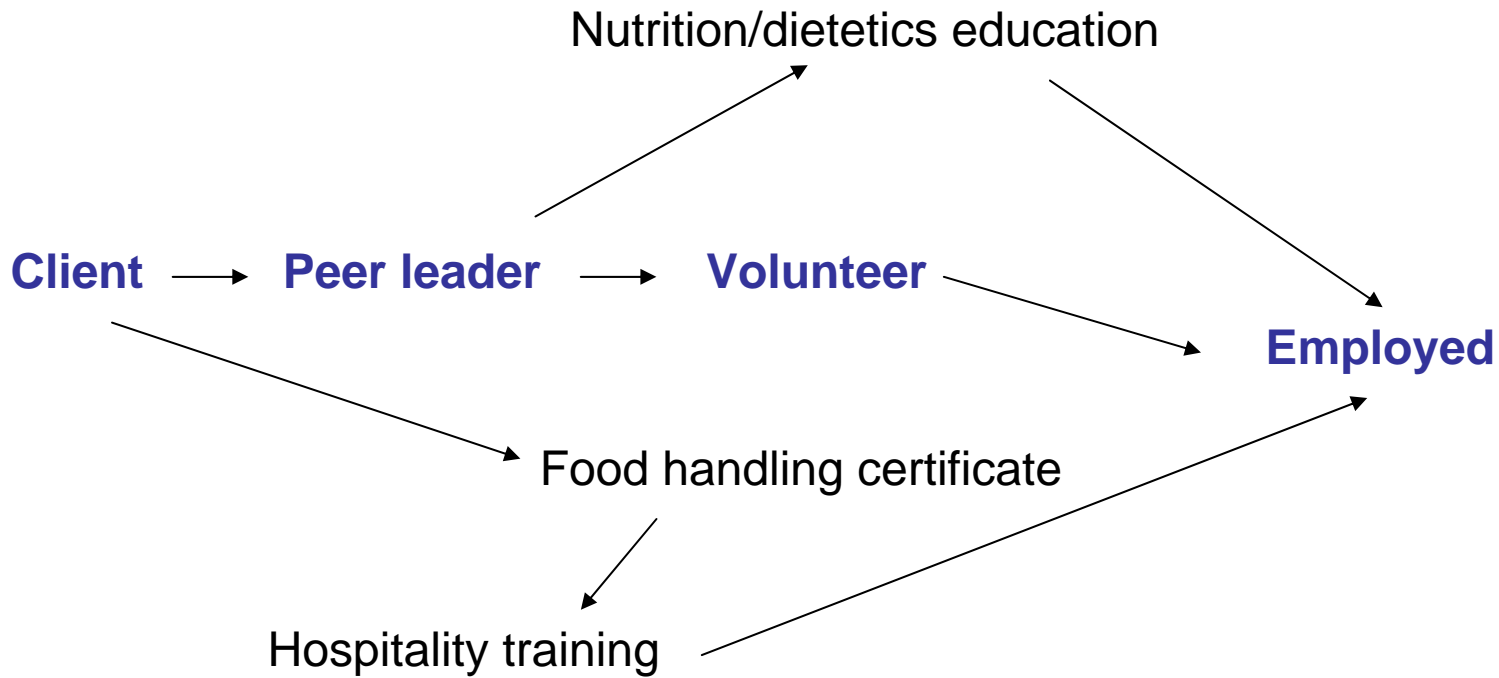 Nutrition/dietetics education
Client
Peer leader
Volunteer
Employed
Food handling certificate
Hospitality training